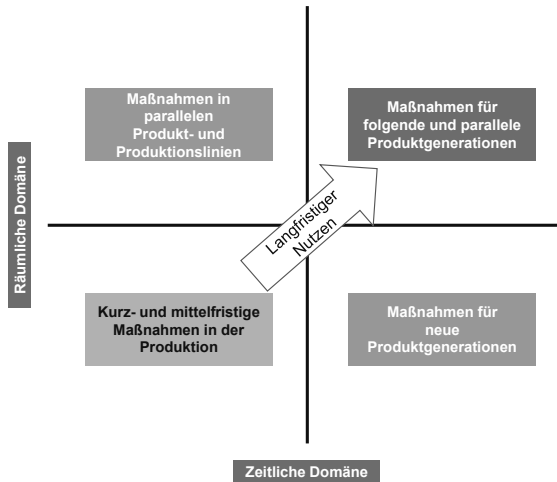 Maßnahmen in
parallelen
Produkt- und
Produktionslinien
Maßnahmen für
folgende und parallele
Produktgenerationen
Räumliche Domäne
Langfristiger
Nutzen
Kurz- und mittelfristige
Maßnahmen in der
Produktion
Maßnahmen für
neue
Produktgenerationen
Zeitliche Domäne